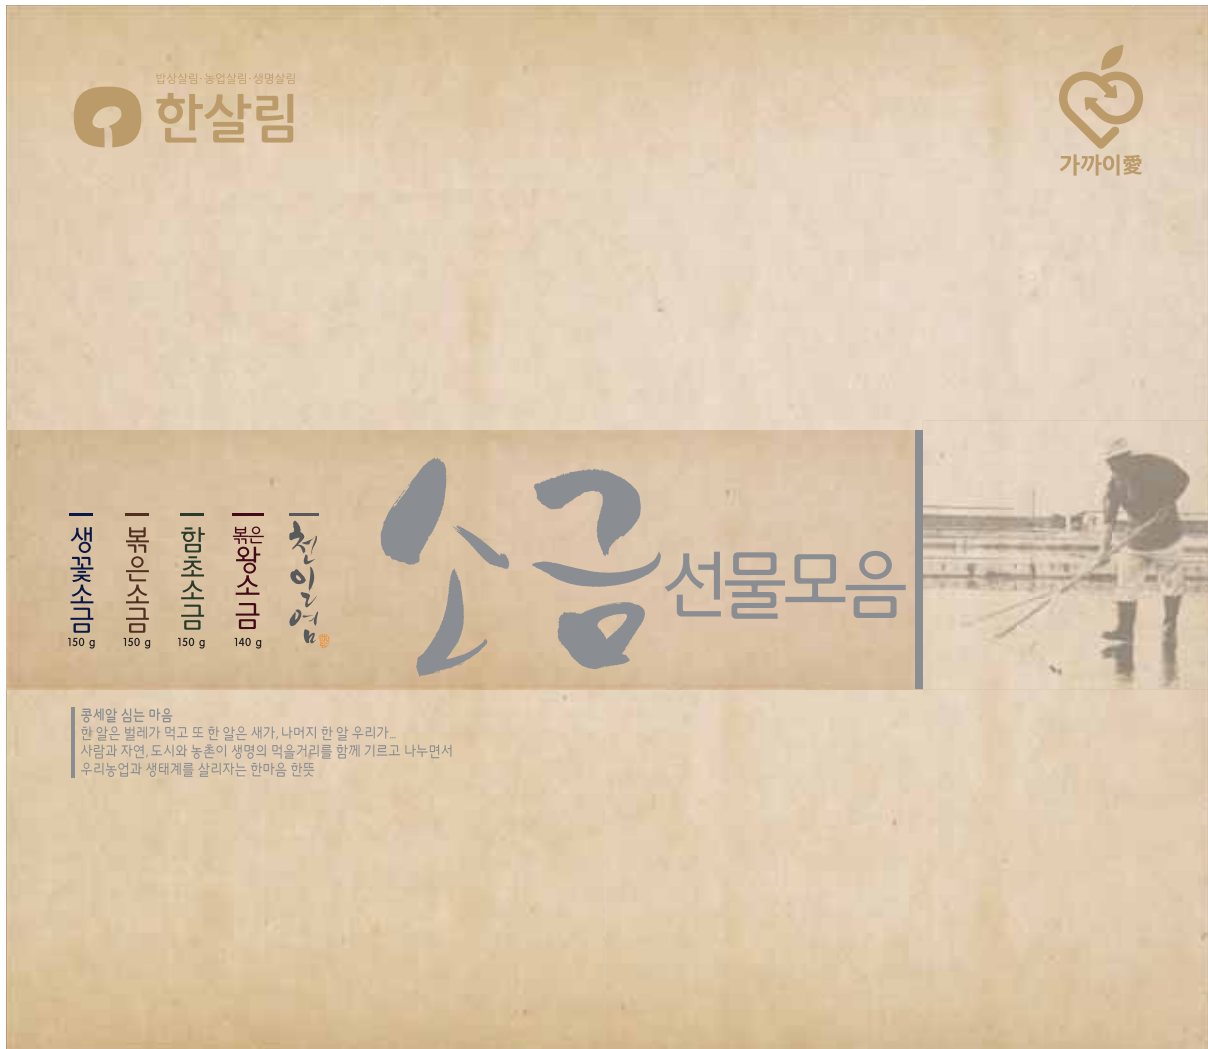 밥상살림·농업살림·생명살림
한살림
가까이愛
생꽃소금
150 g
볶은소금
150 g
함초소금
150 g
볶은
왕소금
140 g
천일염
소금 선물모음
콩세알 심는 마음
한 알은 벌레가 먹고 또 한 알은 새가, 나머지 한 알 우리가...
사람과 자연, 도시와 농촌이 생명의 먹을거리를 함께 기르고 나누면서
우리농업과 생태계를 살리자는 한마음 한뜻